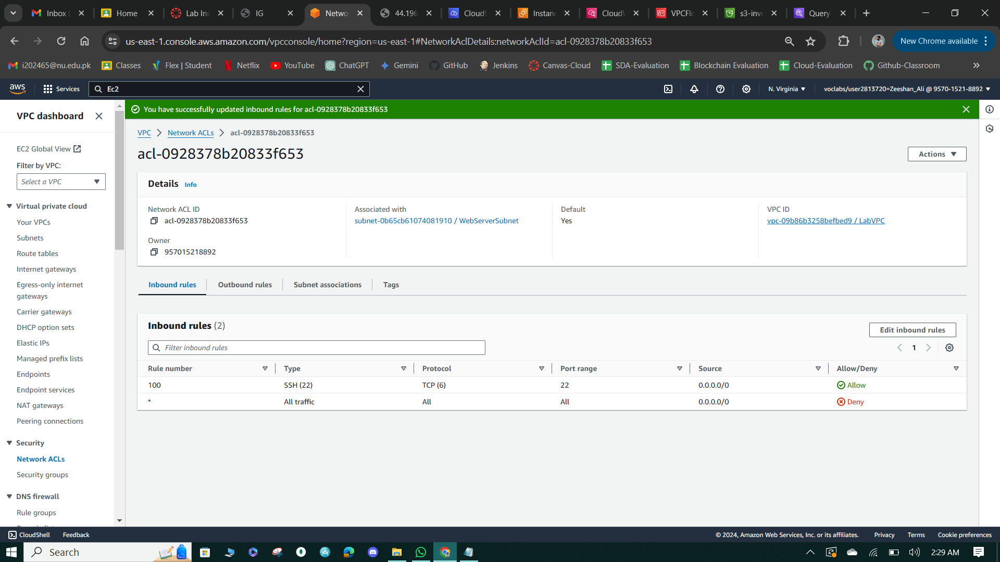 Inbox (
Home
Lab Ins
IG
Netwo
44.196
Cloud9
Instanc
CloudW
VPCFlo
s3-inve
Query
us-east-1.console.aws.amazon.com/vpcconsole/home?region=us-east-1#NetworkAclDetails:networkAclId=acl-0928378b20833f653
New Chrome available
i202465@nu.edu.pk
Classes
Flex | Student
Netflix
YouTube
ChatGPT
Gemini
GitHub
Jenkins
Canvas-Cloud
SDA-Evaluation
Blockchain Evaluation
Cloud-Evaluation
Github-Classroom
aws
Services
Ec2
N. Virginia
voclabs/user2813720=Zeeshan_Ali @ 9570-1521-8892
VPC dashboard
EC2 Global View
Filter by VPC:
Select a VPC
Virtual private cloud
Your VPCs
Subnets
Route tables
Internet gateways
Egress-only internet
gateways
Carrier gateways
DHCP option sets
Elastic IPs
Managed prefix lists
Endpoints
Endpoint services
NAT gateways
Peering connections
Security
Network ACLs
Security groups
DNS firewall
Rule groups
You have successfully updated inbound rules for acl-0928378b20833f653
VPC
Network ACLs
acl-0928378b20833f653
acl-0928378b20833f653
Actions
Details Info
Network ACL ID
acl-0928378b20833f653
Associated with
subnet-0b65cb61074081910 / WebServerSubnet
Default
Yes
VPC ID
vpc-09b86b3258befbed9 / LabVPC
Owner
957015218892
Inbound rules
Outbound rules
Subnet associations
Tags
Inbound rules (2)
Edit inbound rules
Filter inbound rules
1
Rule number Type Protocol Port range Source Allow/Deny
100 SSH (22) TCP (6) 22 0.0.0.0/0 Allow
* All traffic All All 0.0.0.0/0 Deny
CloudShell
Feedback
© 2024, Amazon Web Services, Inc. or its affiliates.
Privacy
Terms
Cookie preferences
Search
2:29 AM